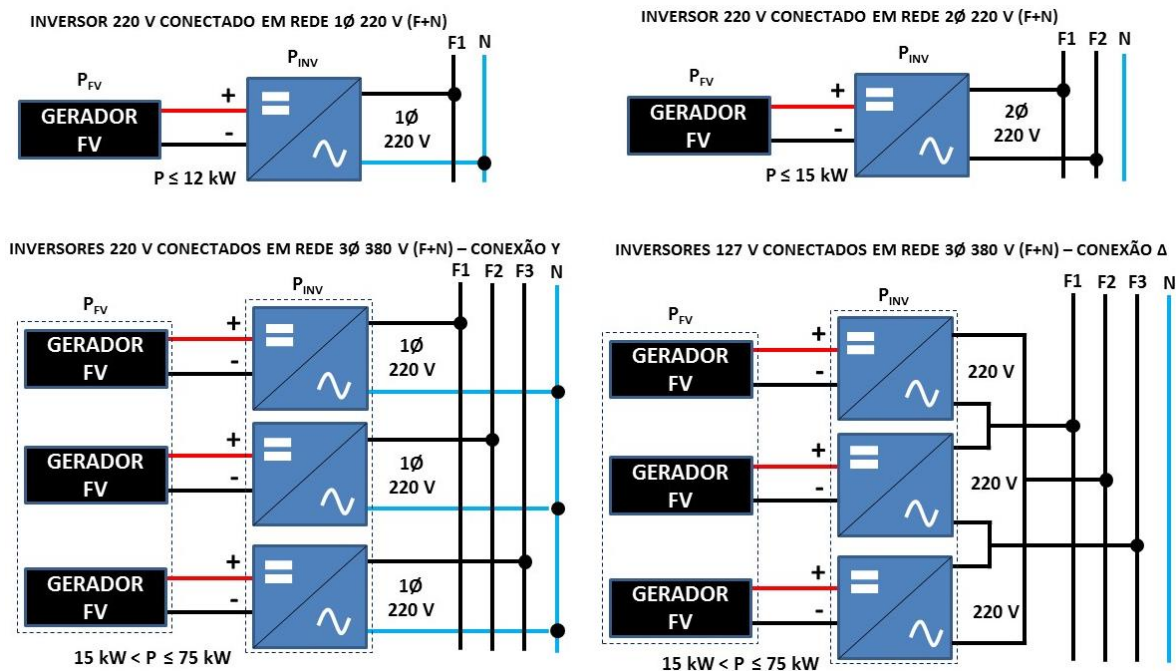 INVERSOR 220 V CONECTADO EM REDE 1Ø 220 V (F+N)
F1 N
P_INV
P_FV
GERADOR
FV
+
-
1Ø
220 V
P ≤ 12 kW
INVERSOR 220 V CONECTADO EM REDE 2Ø 220 V (F+N)
F1 F2 N
P_INV
P_FV
GERADOR
FV
+
-
2Ø
220 V
P ≤ 15 kW
INVERSORES 220 V CONECTADOS EM REDE 3Ø 380 V (F+N) – CONEXÃO Y
F1 F2 F3 N
P_INV
P_FV
GERADOR
FV
+
-
1Ø
220 V
GERADOR
FV
+
-
1Ø
220 V
GERADOR
FV
+
-
1Ø
220 V
15 kW < P ≤ 75 kW
INVERSORES 127 V CONECTADOS EM REDE 3Ø 380 V (F+N) – CONEXÃO Δ
F1 F2 F3 N
P_INV
P_FV
GERADOR
FV
+
-
220 V
GERADOR
FV
+
-
220 V
GERADOR
FV
+
-
220 V
15 kW < P ≤ 75 kW